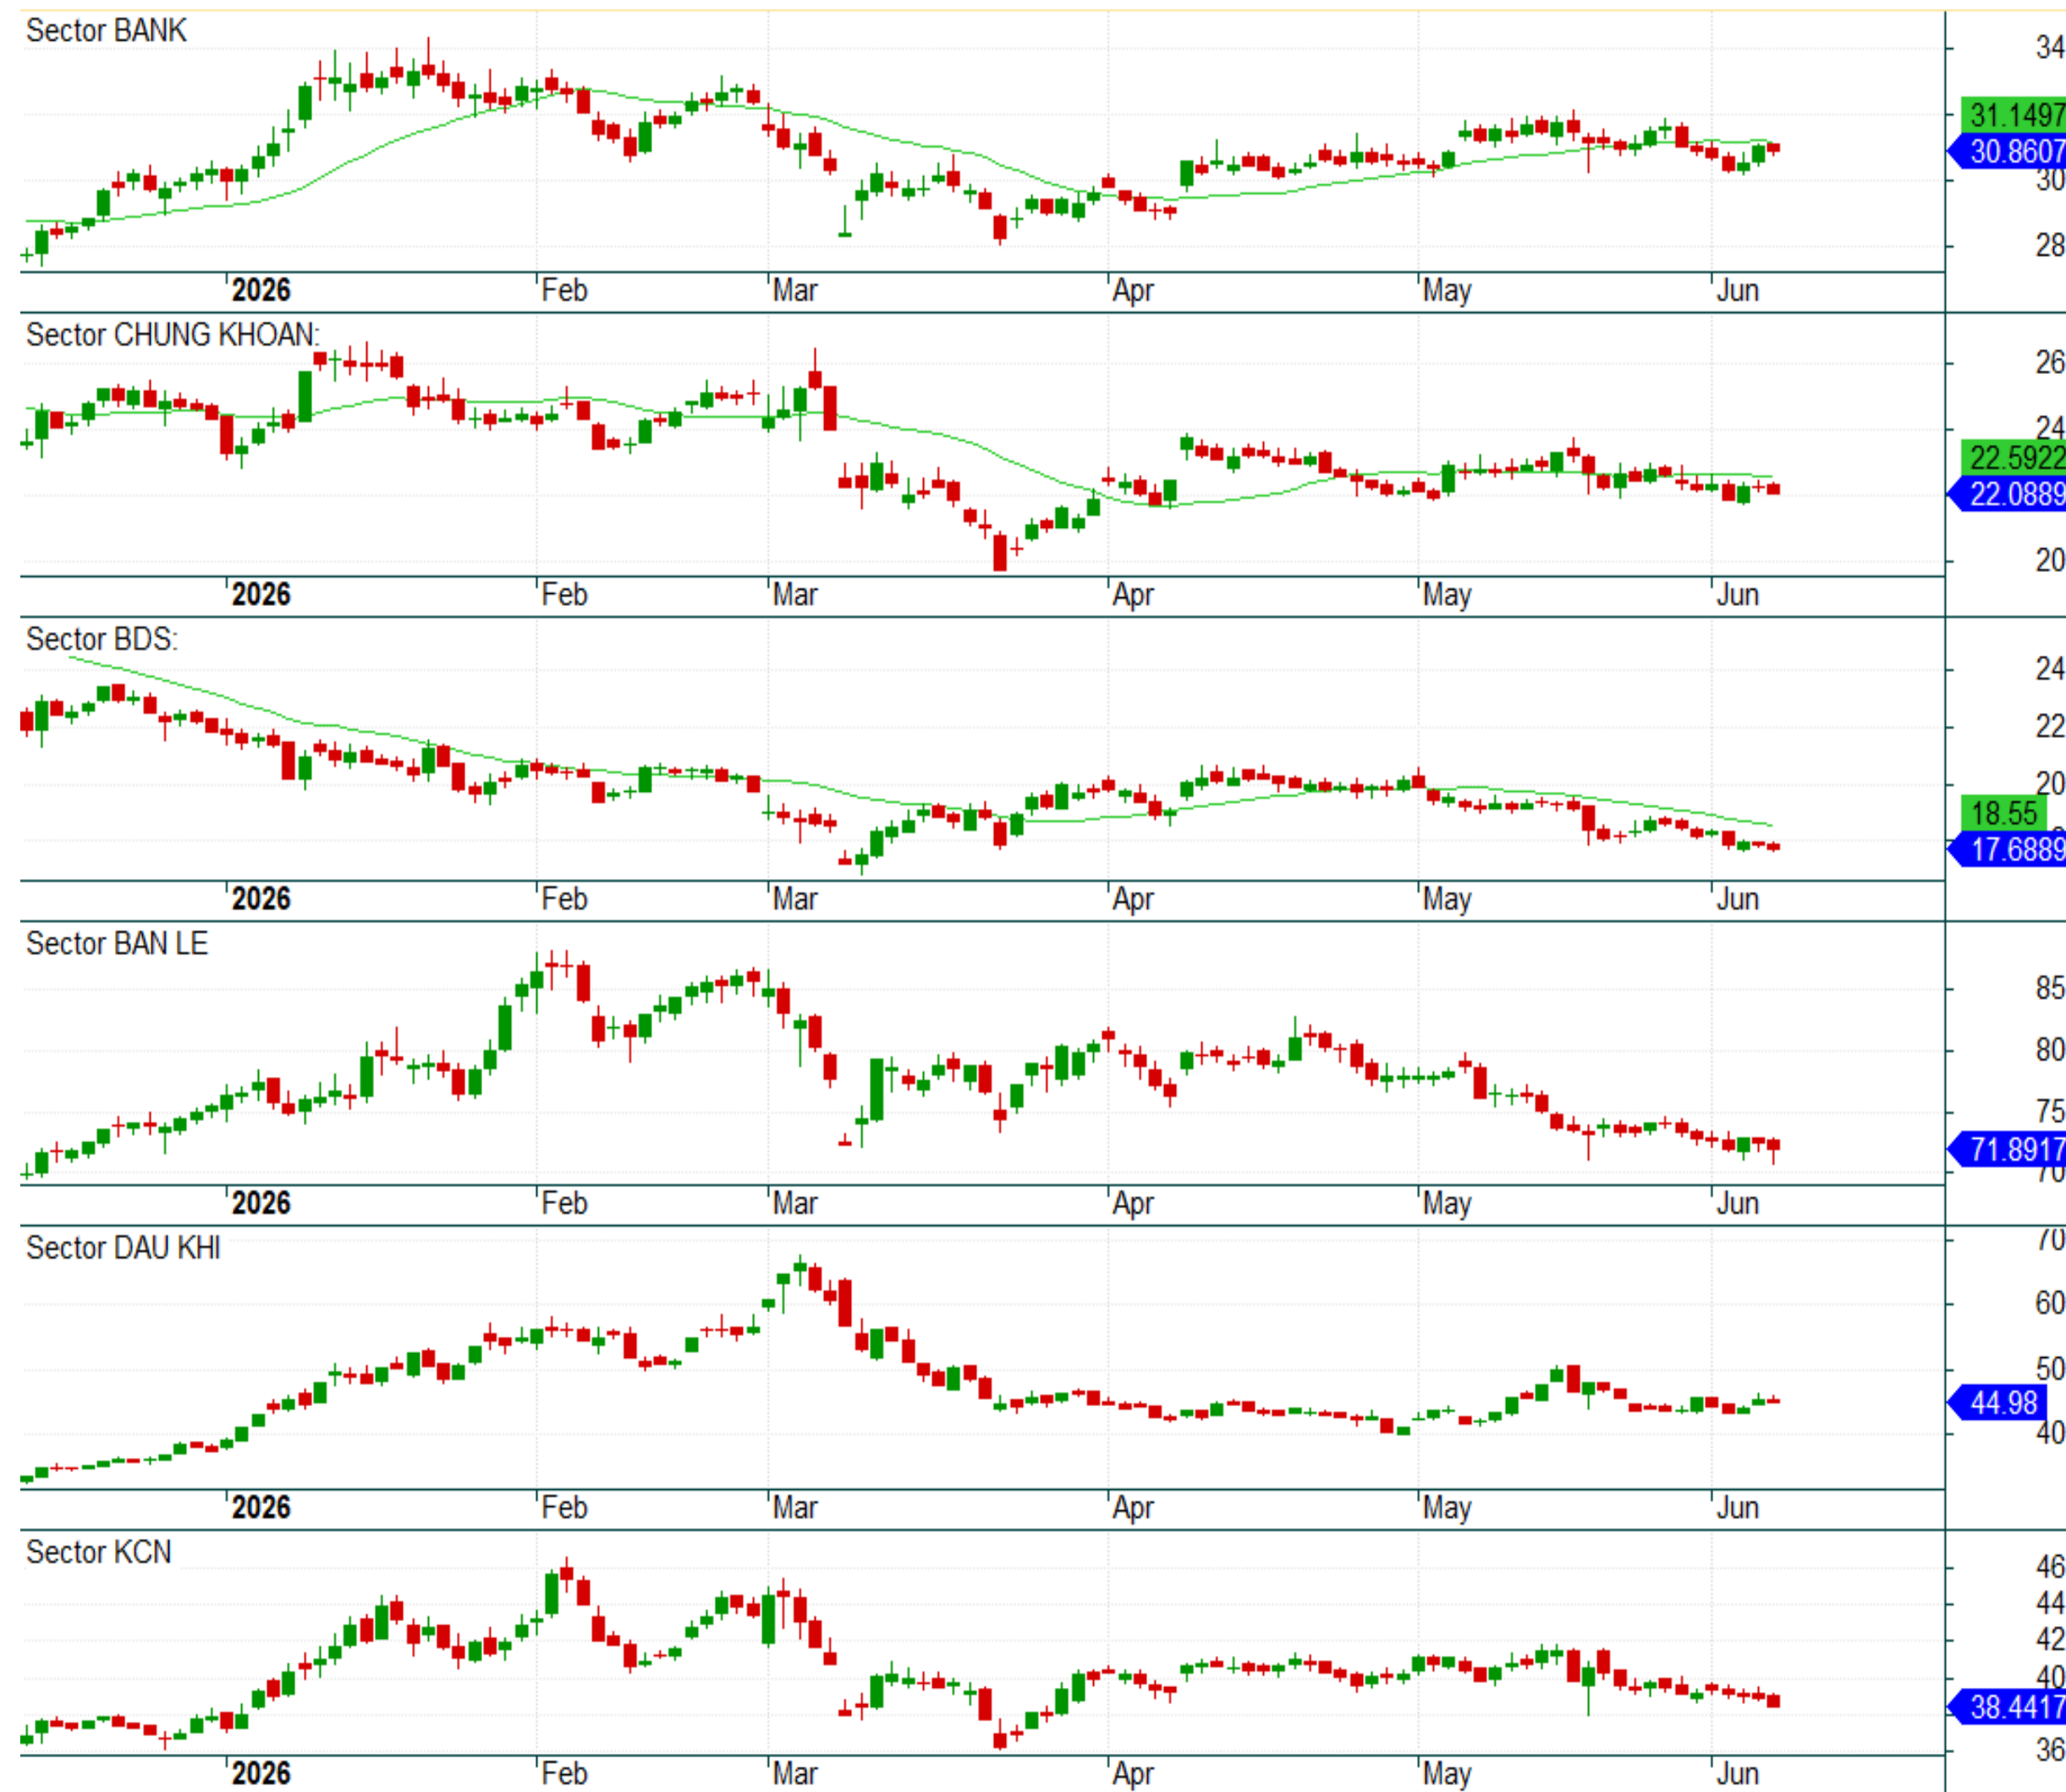 Sector BANK
34
31.1497
30.8607
30
28
2026 Feb Mar Apr May Jun
Sector CHUNG KHOAN:
26
24
22.5922
22.0889
20
2026 Feb Mar Apr May Jun
Sector BDS:
24
22
20
18.55
17.6889
2026 Feb Mar Apr May Jun
Sector BAN LE
85
80
75
71.8917
70
2026 Feb Mar Apr May Jun
Sector DAU KHI
70
60
50
44.98
40
2026 Feb Mar Apr May Jun
Sector KCN
46
44
42
40
38.4417
36
2026 Feb Mar Apr May Jun